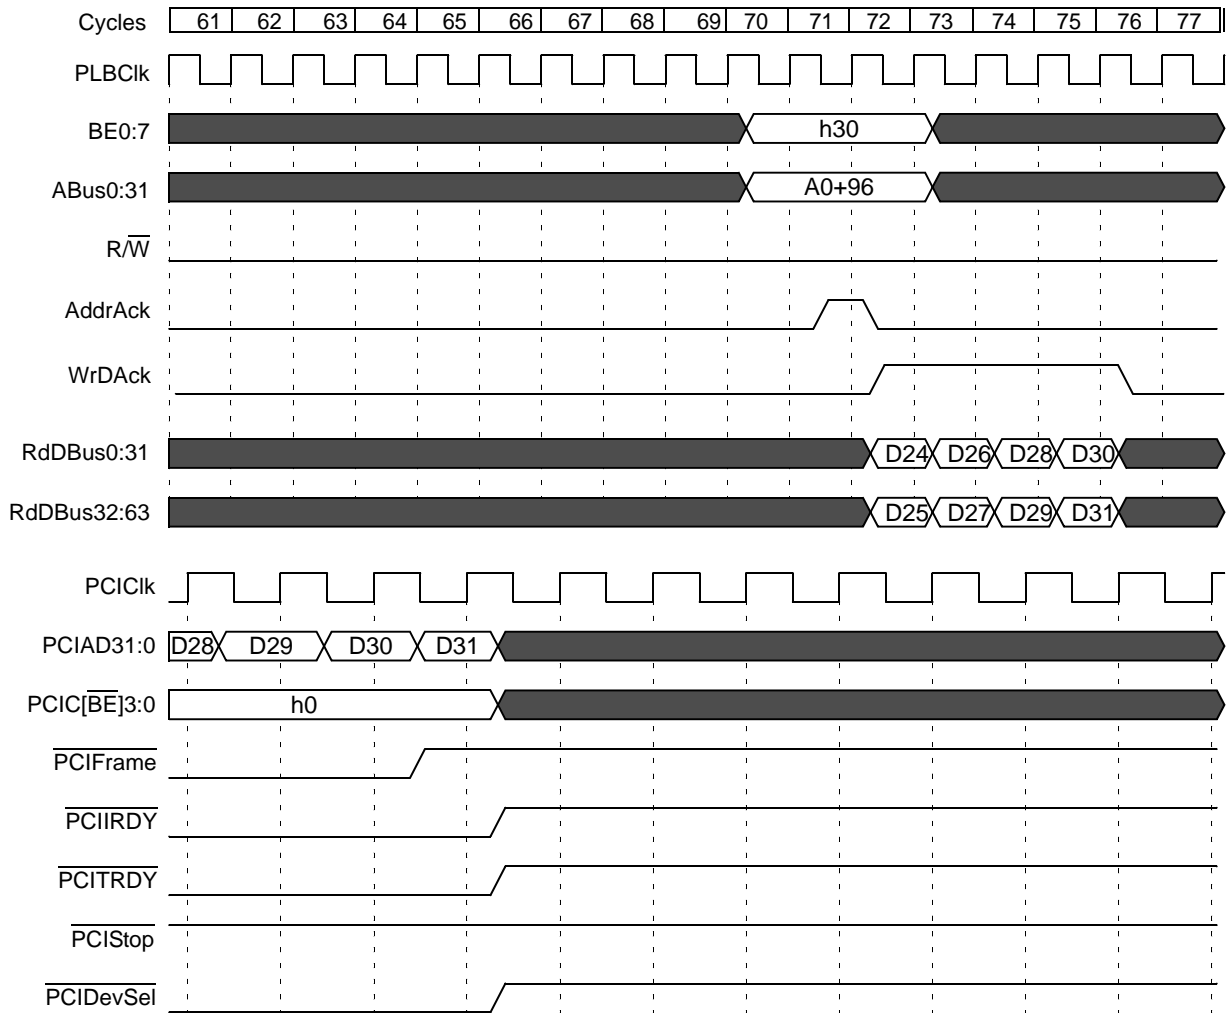 Cycles 61 62 63 64 65 66 67 68 69 70 71 72 73 74 75 76 77
PLBClk
BE0:7 h30
ABus0:31 A0+96
R/W
AddrAck
WrDAck
RdDBus0:31 D24 D26 D28 D30
RdDBus32:63 D25 D27 D29 D31
PCIClk
PCIAD31:0 D28 D29 D30 D31
PCIC[BE]3:0 h0
PCIFrame
PCIIRDY
PCITRDY
PCIStop
PCIDevSel